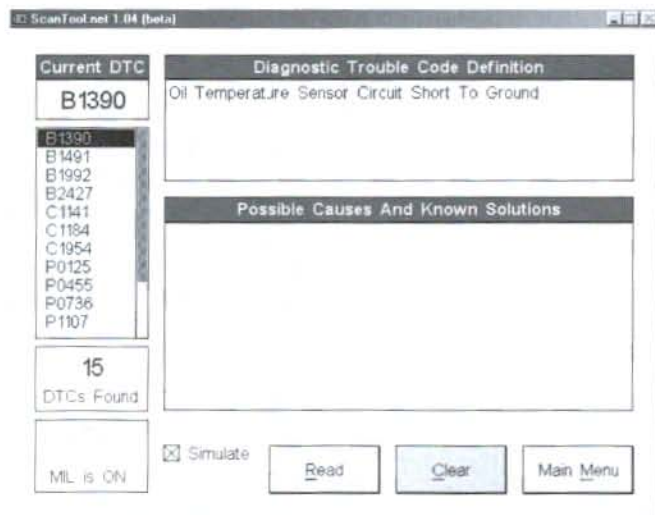 ScanTool.net 1.04 (beta)
Current DTC
B1390
B1390
B1491
B1992
B2427
C1141
C1184
C1954
P0125
P0455
P0736
P1107
15
DTCs Found
MIL is ON
Diagnostic Trouble Code Definition
Oil Temperature Sensor Circuit Short To Ground
Possible Causes And Known Solutions
Simulate
Read
Clear
Main Menu